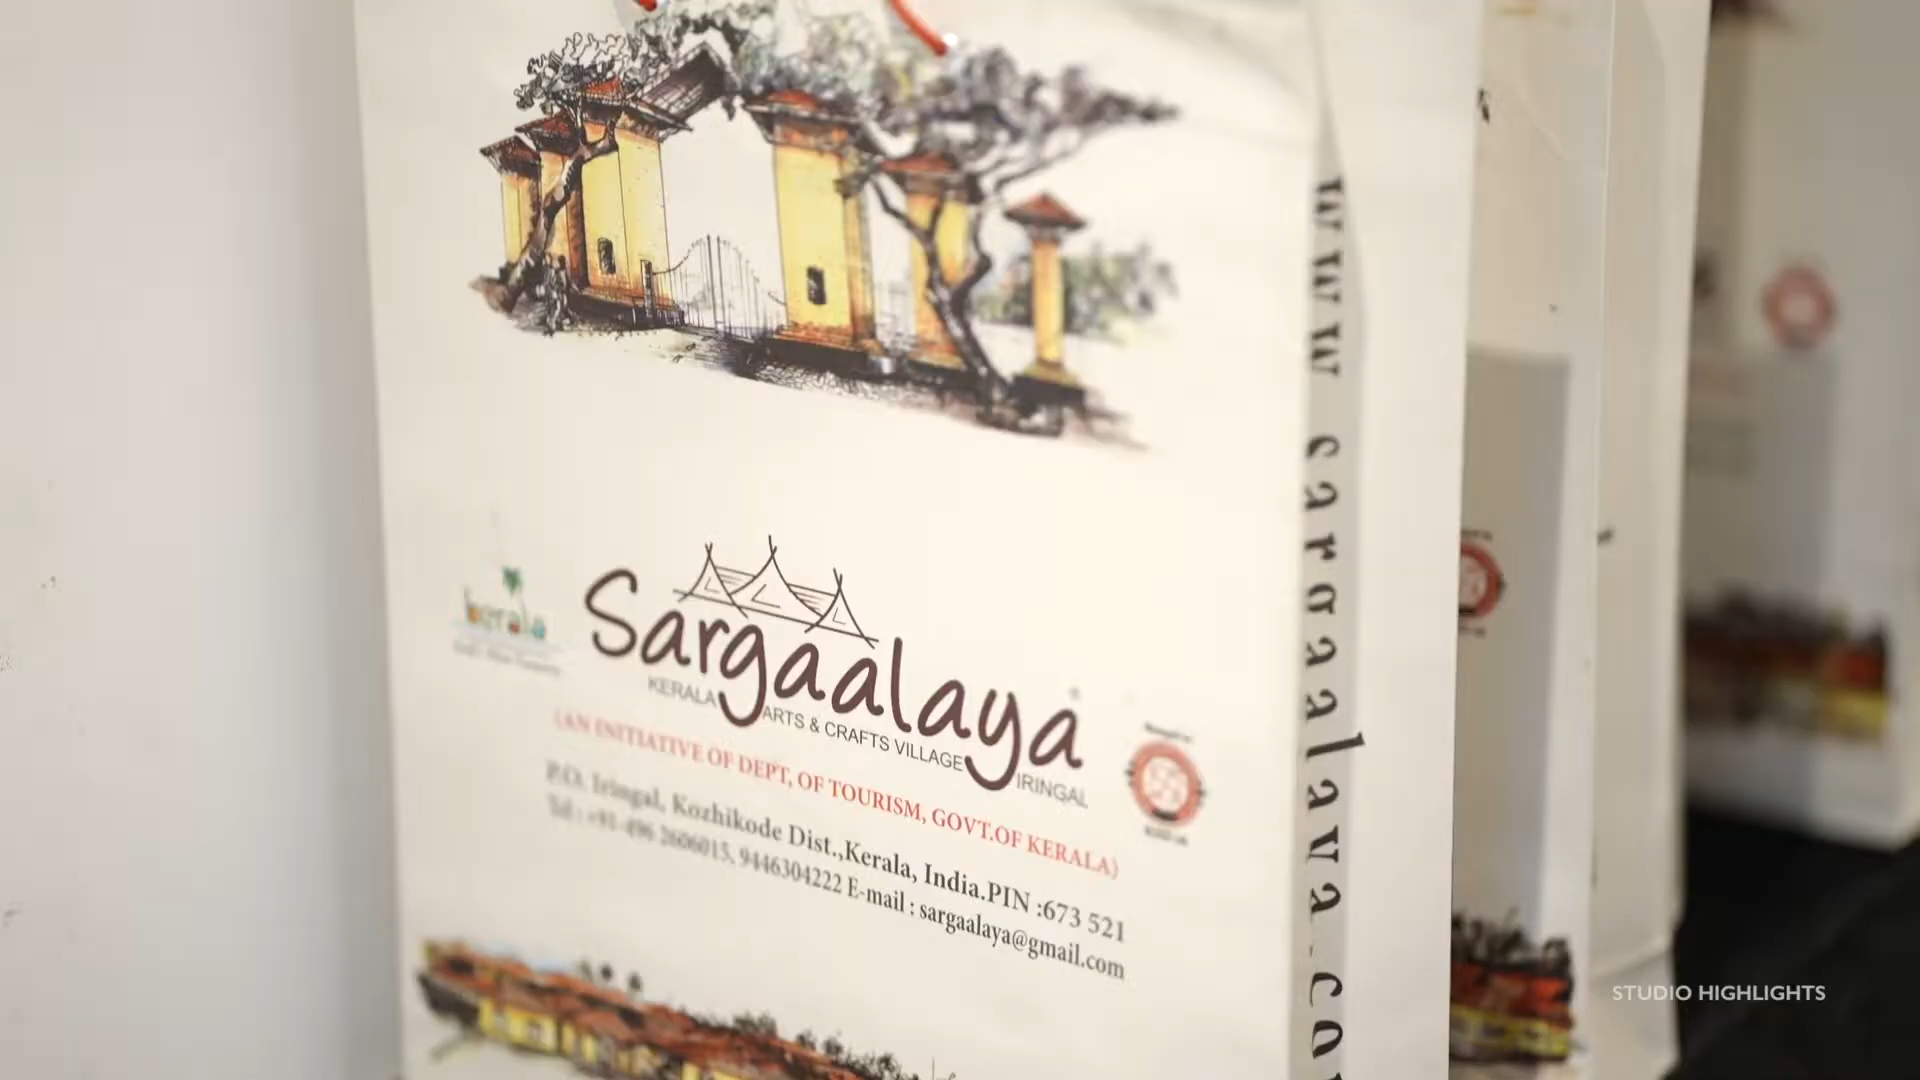 kerala
Sargaalaya
KERALA ARTS & CRAFTS VILLAGE IRINGAL
(AN INITIATIVE OF DEPT, OF TOURISM, GOVT.OF KERALA)
P.O. Iringal, Kozhikode Dist.,Kerala, India.PIN :673 521
Tel : +91-496 2606015, 9446304222 E-mail : sargaalaya@gmail.com
www sargaalaya.co
STUDIO HIGHLIGHTS